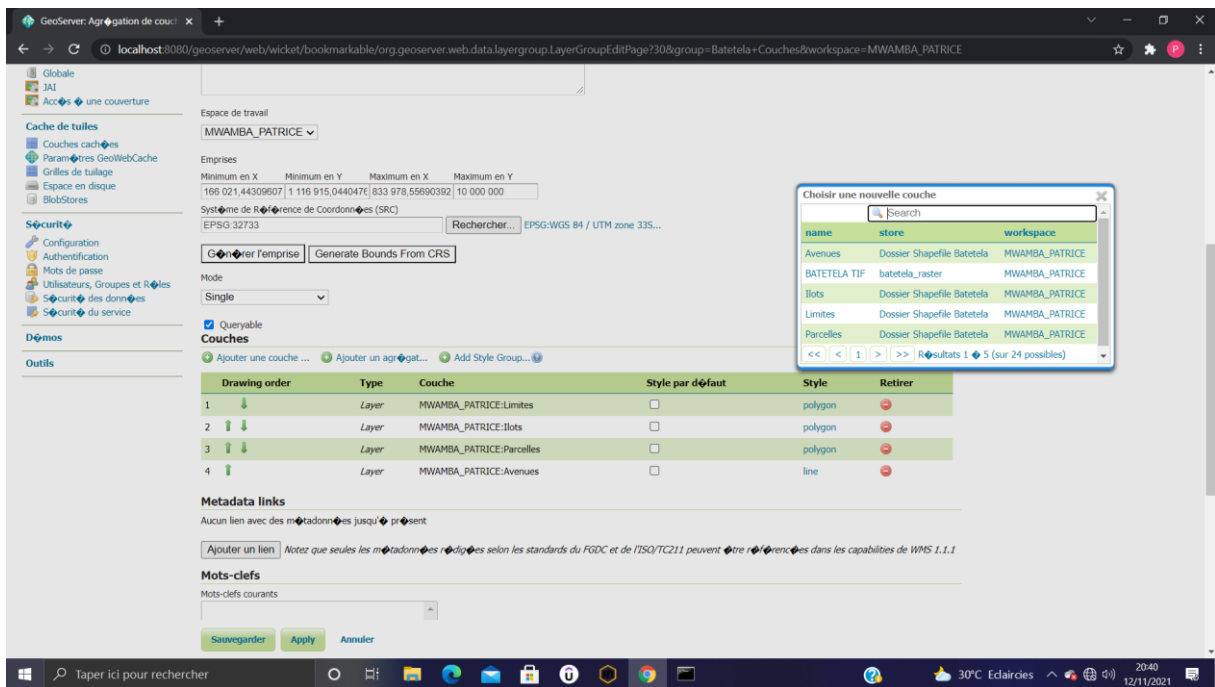 GeoServer: Agr�gation de couch
localhost:8080/geoserver/web/wicket/bookmarkable/org.geoserver.web.data.layergroup.LayerGroupEditPage?30&group=Batetela+Couches&workspace=MWAMBA_PATRICE
P
Globale
JAI
Acc�s � une couverture
Cache de tuiles
Couches cach�es
Param�tres GeoWebCache
Grilles de tuilage
Espace en disque
BlobStores
S�curit�
Configuration
Authentification
Mots de passe
Utilisateurs, Groupes et R�les
S�curit� des donn�es
S�curit� du service
D�mos
Outils
Espace de travail
MWAMBA_PATRICE
Emprises
Minimum en X Minimum en Y Maximum en X Maximum en Y
166 021,44309607 1 116 915,0440476 833 978,55690392 10 000 000
Syst�me de R�f�rence de Coordonn�es (SRC)
EPSG:32733 Rechercher... EPSG:WGS 84 / UTM zone 33S...
G�n�rer l'emprise Generate Bounds From CRS
Mode
Single
Queryable
Couches
Ajouter une couche ... Ajouter un agr�gat... Add Style Group...
Drawing order Type Couche Style par d�faut Style Retirer
1 Layer MWAMBA_PATRICE:Limites polygon
2 Layer MWAMBA_PATRICE:Ilots polygon
3 Layer MWAMBA_PATRICE:Parcelles polygon
4 Layer MWAMBA_PATRICE:Avenues line
Metadata links
Aucun lien avec des m�tadonn�es jusqu'� pr�sent
Ajouter un lien Notez que seules les m�tadonn�es r�dig�es selon les standards du FGDC et de l'ISO/TC211 peuvent �tre r�f�renc�es dans les capabilities de WMS 1.1.1
Mots-clefs
Mots-clefs courants
Sauvegarder Apply Annuler
Choisir une nouvelle couche
Search
name store workspace
Avenues Dossier Shapefile Batetela MWAMBA_PATRICE
BATETELA TIF batetela_raster MWAMBA_PATRICE
Ilots Dossier Shapefile Batetela MWAMBA_PATRICE
Limites Dossier Shapefile Batetela MWAMBA_PATRICE
Parcelles Dossier Shapefile Batetela MWAMBA_PATRICE
<< < 1 > >> R�sultats 1 � 5 (sur 24 possibles)
Taper ici pour rechercher
30°C Eclaircies
20:40
12/11/2021